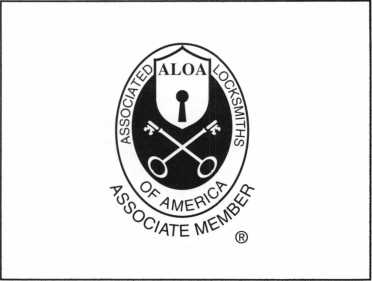 ALOA
ASSOCIATED LOCKSMITHS
OF AMERICA
ASSOCIATE MEMBER
®